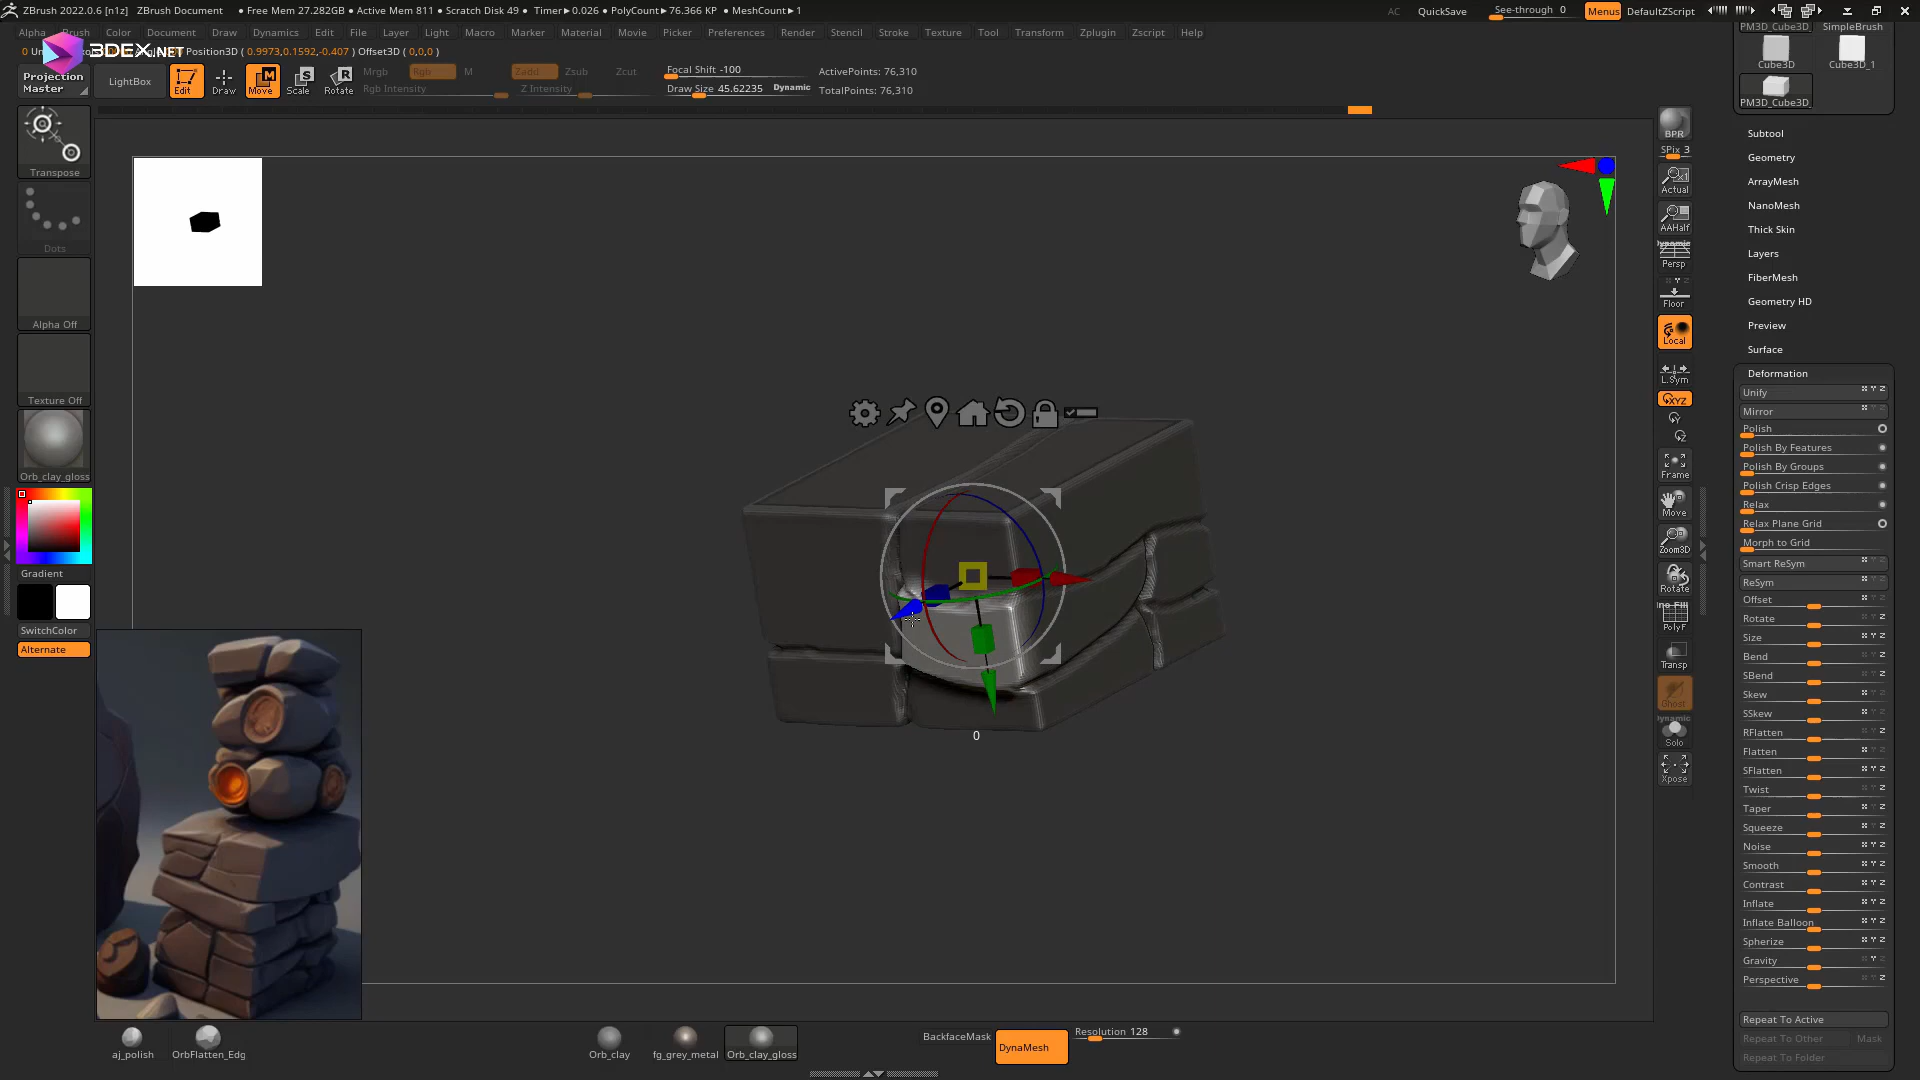 ZBrush 2022.0.6 [n1z] ZBrush Document ● Free Mem 27.282GB ● Active Mem 811 ● Scratch Disk 49 ● Timer▸0.026 ● PolyCount▸76.366 KP ● MeshCount▸1
AC QuickSave See-through 0 Menus DefaultZScript
Alpha Brush Color Document Draw Dynamics Edit File Layer Light Macro Marker Material Movie Picker Preferences Render Stencil Stroke Texture Tool Transform Zplugin Zscript Help
3DEX.NET
Position3D ( 0.9973,0.1592,-0.407 ) Offset3D ( 0,0,0 )
Projection Master
LightBox
Edit
Draw
Move
Scale
Rotate
Mrgb Rgb M
Rgb Intensity
Zadd Zsub Zcut
Z Intensity
Focal Shift -100
Draw Size 45.62235 Dynamic
ActivePoints: 76,310
TotalPoints: 76,310
Transpose
Dots
Alpha Off
Texture Off
Orb_clay_gloss
Gradient
SwitchColor
Alternate
0
aj_polish
OrbFlatten_Edg
Orb_clay
fg_grey_metal
Orb_clay_gloss
BackfaceMask
DynaMesh
Resolution 128
BPR
SPix 3
Actual
AAHalf
Dynamic
Persp
Floor
Local
L.Sym
XYZ
Frame
Move
Zoom3D
Rotate
PolyF
Transp
Ghost
Dynamic
Solo
Xpose
PM3D_Cube3D_ SimpleBrush
Cube3D Cube3D_1
PM3D_Cube3D_
Subtool
Geometry
ArrayMesh
NanoMesh
Thick Skin
Layers
FiberMesh
Geometry HD
Preview
Surface
Deformation
Unify
Mirror
Polish
Polish By Features
Polish By Groups
Polish Crisp Edges
Relax
Relax Plane Grid
Morph to Grid
Smart ReSym
ReSym
Offset
Rotate
Size
Bend
SBend
Skew
SSkew
RFlatten
Flatten
SFlatten
Twist
Taper
Squeeze
Noise
Smooth
Contrast
Inflate
Inflate Balloon
Spherize
Gravity
Perspective
Repeat To Active
Repeat To Other Mask
Repeat To Folder